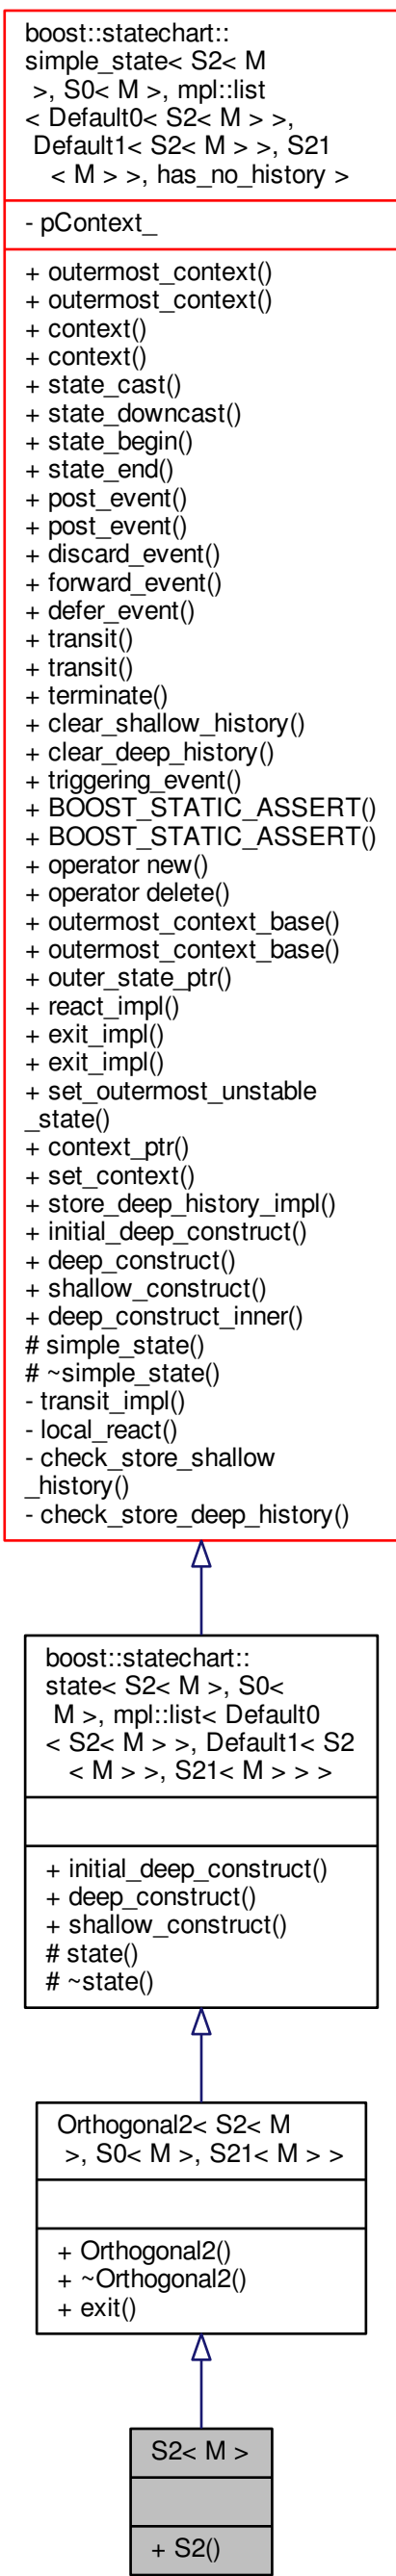 boost::statechart::
simple_state< S2< M
>, S0< M >, mpl::list
< Default0< S2< M > >,
Default1< S2< M > >, S21
< M > >, has_no_history >
- pContext_
+ outermost_context()
+ outermost_context()
+ context()
+ context()
+ state_cast()
+ state_downcast()
+ state_begin()
+ state_end()
+ post_event()
+ post_event()
+ discard_event()
+ forward_event()
+ defer_event()
+ transit()
+ transit()
+ terminate()
+ clear_shallow_history()
+ clear_deep_history()
+ triggering_event()
+ BOOST_STATIC_ASSERT()
+ BOOST_STATIC_ASSERT()
+ operator new()
+ operator delete()
+ outermost_context_base()
+ outermost_context_base()
+ outer_state_ptr()
+ react_impl()
+ exit_impl()
+ exit_impl()
+ set_outermost_unstable
_state()
+ context_ptr()
+ set_context()
+ store_deep_history_impl()
+ initial_deep_construct()
+ deep_construct()
+ shallow_construct()
+ deep_construct_inner()
# simple_state()
# ~simple_state()
- transit_impl()
- local_react()
- check_store_shallow
_history()
- check_store_deep_history()
boost::statechart::
state< S2< M >, S0<
M >, mpl::list< Default0
< S2< M > >, Default1< S2
< M > >, S21< M > > >
+ initial_deep_construct()
+ deep_construct()
+ shallow_construct()
# state()
# ~state()
Orthogonal2< S2< M
>, S0< M >, S21< M > >
+ Orthogonal2()
+ ~Orthogonal2()
+ exit()
S2< M >
+ S2()